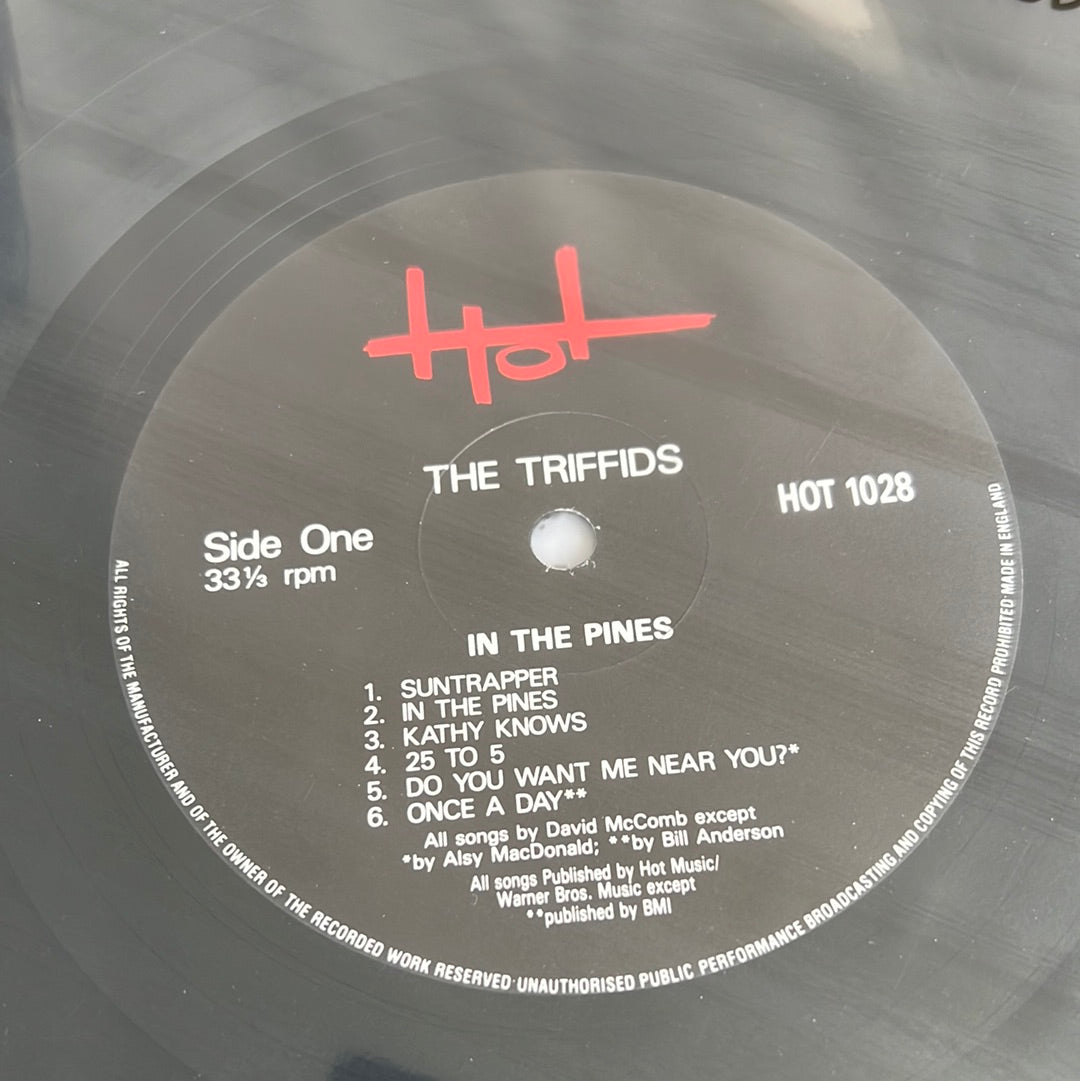 Hot
THE TRIFFIDS
HOT 1028
Side One
33⅓ rpm
IN THE PINES
1. SUNTRAPPER
2. IN THE PINES
3. KATHY KNOWS
4. 25 TO 5
5. DO YOU WANT ME NEAR YOU?*
6. ONCE A DAY**
All songs by David McComb except
*by Alsy MacDonald; **by Bill Anderson
All songs Published by Hot Music/
Warner Bros. Music except
**published by BMI
ALL RIGHTS OF THE MANUFACTURER AND OF THE OWNER OF THE RECORDED WORK RESERVED·UNAUTHORISED PUBLIC PERFORMANCE BROADCASTING AND COPYING OF THIS RECORD PROHIBITED·MADE IN ENGLAND